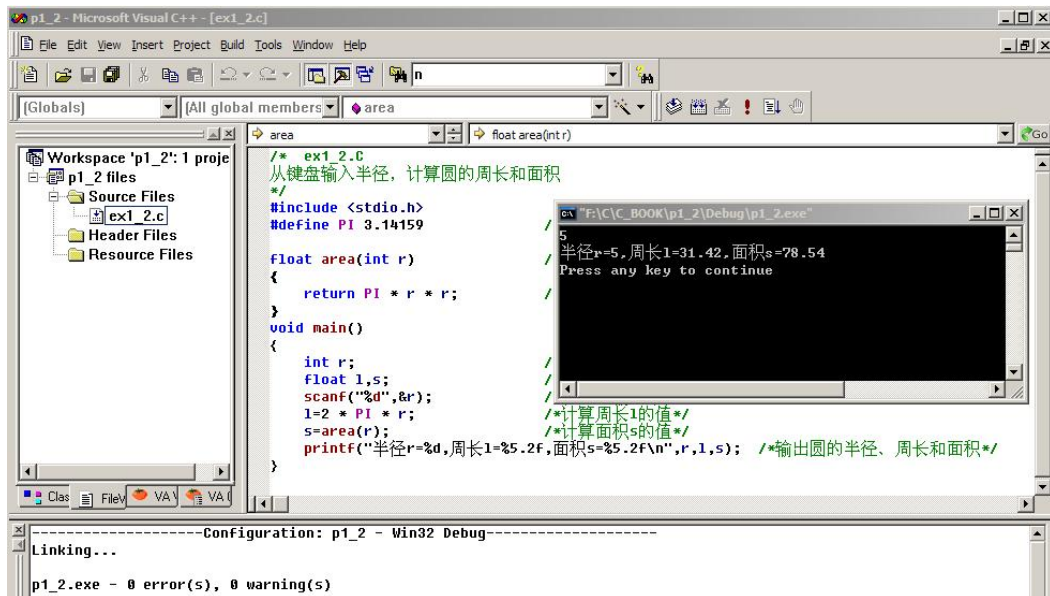 p1_2 - Microsoft Visual C++ - [ex1_2.c]
File Edit View Insert Project Build Tools Window Help
n
(Globals) (All global members area
area float area(int r) Go
Workspace 'p1_2': 1 proje
p1_2 files
Source Files
ex1_2.c
Header Files
Resource Files
Clas FileV VA V VA (
/* ex1_2.C
从键盘输入半径，计算圆的周长和面积
*/
#include <stdio.h>
#define PI 3.14159 /
float area(int r) /
{
return PI * r * r; /
}
void main()
{
int r; /
float l,s; /
scanf("%d",&r); /
l=2 * PI * r; /*计算周长l的值*/
s=area(r); /*计算面积s的值*/
printf("半径r=%d,周长l=%5.2f,面积s=%5.2f\n",r,l,s); /*输出圆的半径、周长和面积*/
}
"F:\C\C_BOOK\p1_2\Debug\p1_2.exe"
5
半径r=5,周长l=31.42,面积s=78.54
Press any key to continue
--------------------Configuration: p1_2 - Win32 Debug--------------------
Linking...
p1_2.exe - 0 error(s), 0 warning(s)